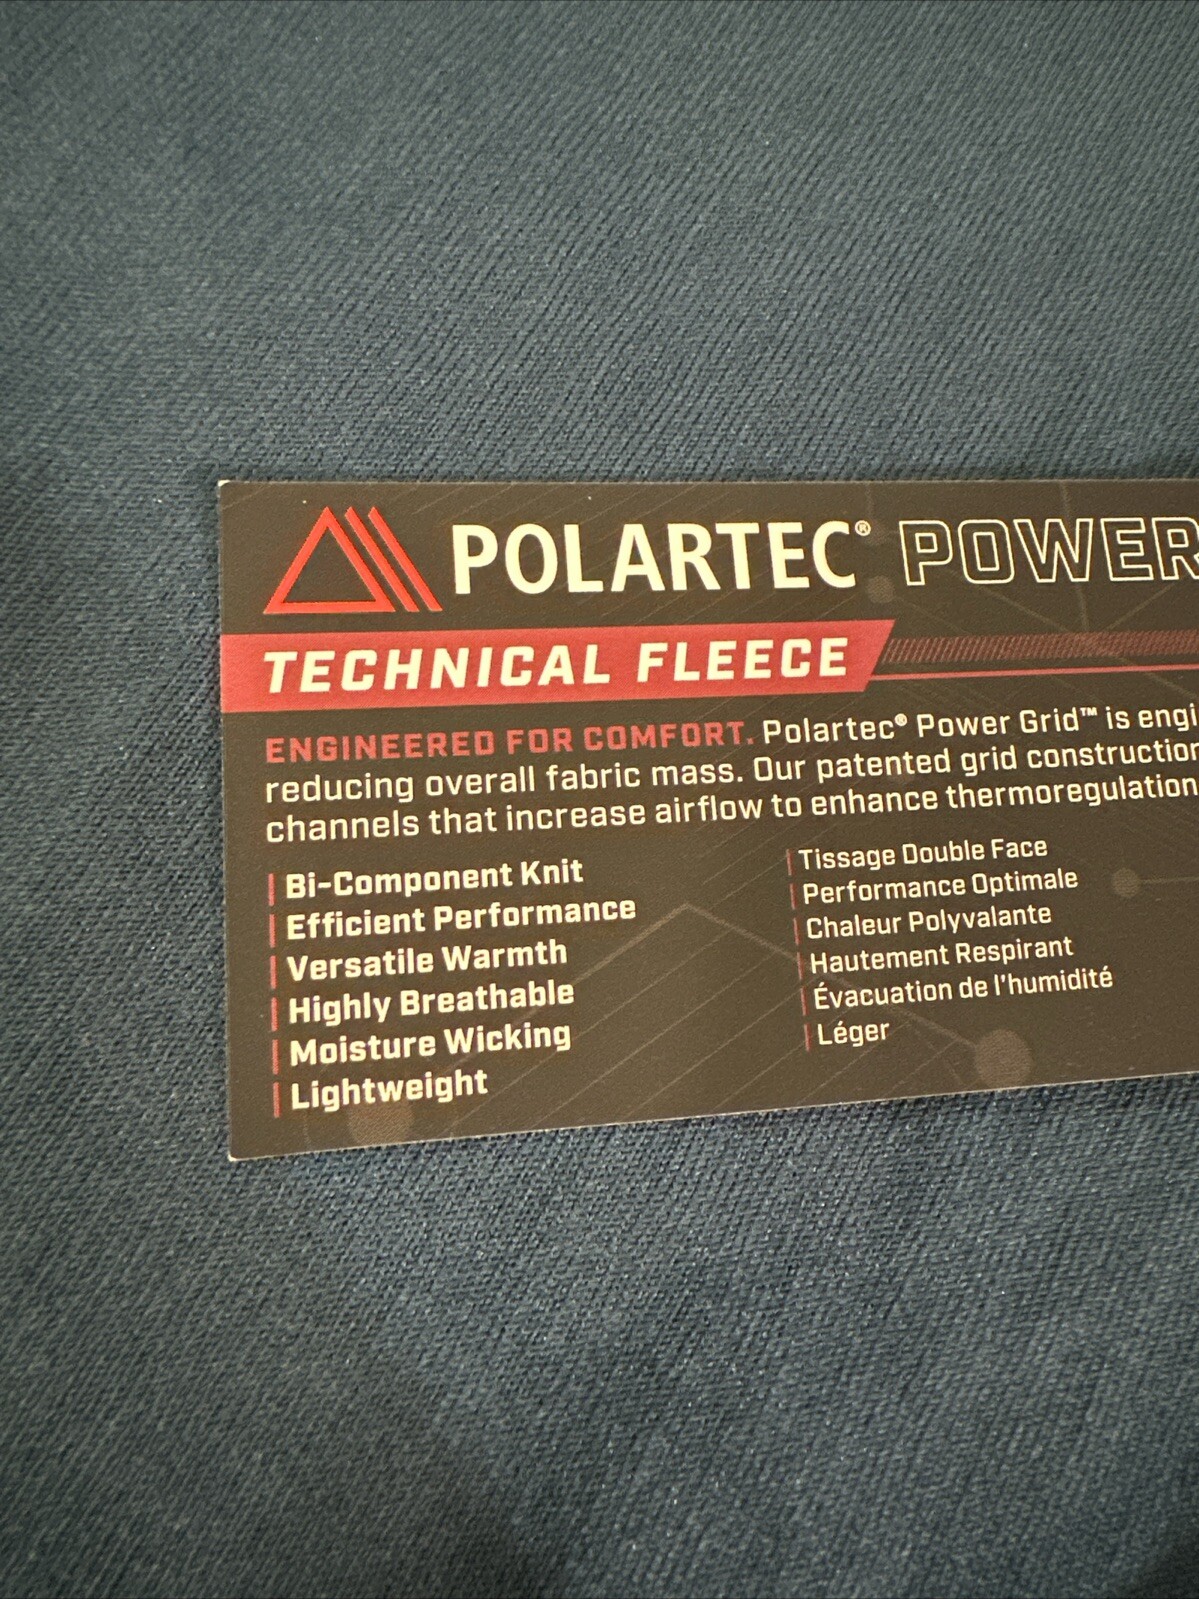 POLARTEC® POWER
TECHNICAL FLEECE
ENGINEERED FOR COMFORT. Polartec® Power Grid™ is
reducing overall fabric mass. Our patented grid construction
channels that increase airflow to enhance thermoregulation
| Bi-Component Knit
| Efficient Performance
| Versatile Warmth
| Highly Breathable
| Moisture Wicking
| Lightweight
| Tissage Double Face
| Performance Optimale
| Chaleur Polyvalante
| Hautement Respirant
| Évacuation de l'humidité
| Léger